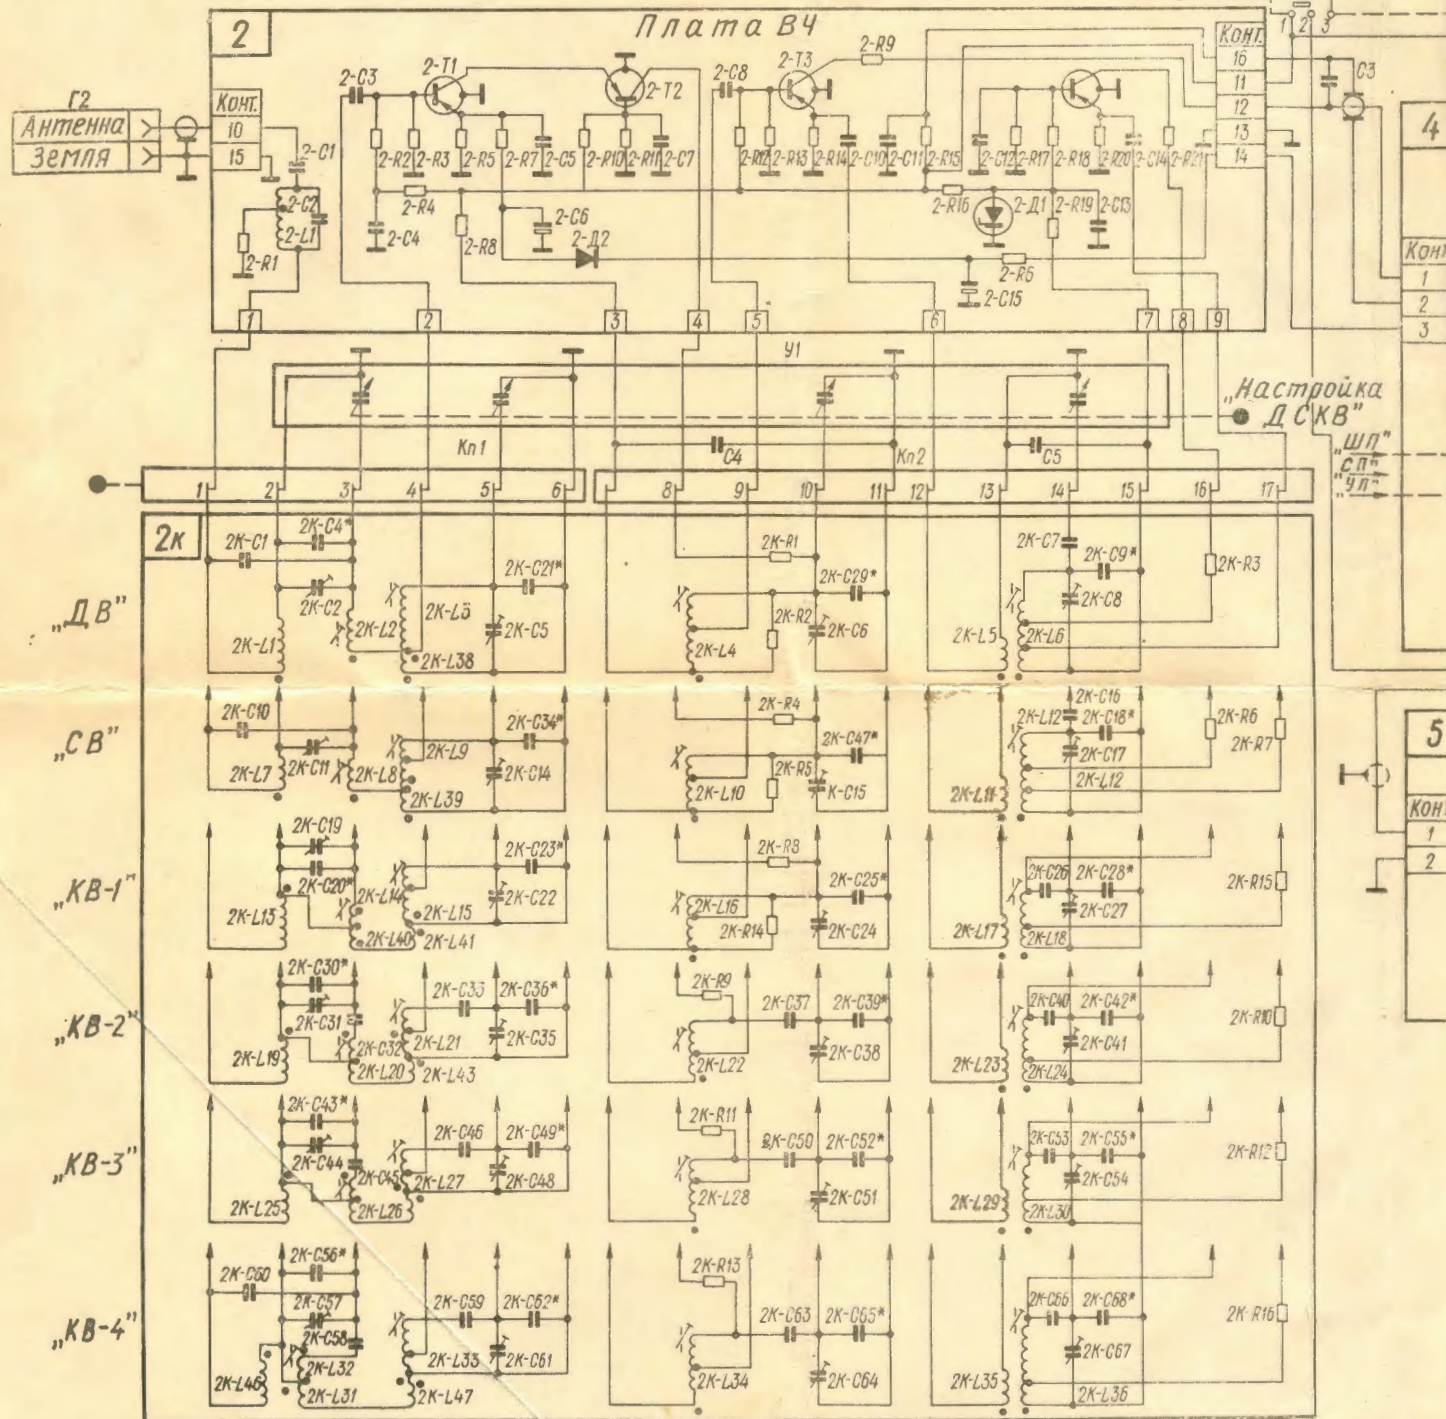 1 2 3
2
Плата ВЧ
Конт.
16
11
12
13
14
С3
Г2
Антенна
Земля
Конт.
10
15
2-С1
2-С2
2-L1
2-R1
2-С3
2-Т1
2-Т2
2-R2 2-R3 2-R5 2-R7 2-С5 2-R10 2-R11 2-С7
2-R4
2-С4
2-R8
2-С6
2-Д2
2-С8
2-Т3
2-R9
2-R12 2-R13 2-R14 2-С10 2-С11 2-R15 2-С12 2-R17 2-R18 2-R20 2-С14 2-R21
2-R16
2-Д1
2-R19
2-С13
2-R6
2-С15
1 2 3 4 5 6 7 8 9
4
Конт
1
2
3
У1
„Настройка
ДСКВ"
„ШП"
„СП"
„УП"
Кп1
С4
Кп2
С5
1 2 3 4 5 6 8 9 10 11 12 13 14 15 16 17
2к
„ДВ"
2К-С1 2К-С4* 2К-С2 2К-L1 2К-L2 2К-L3 2К-L38 2К-С21* 2К-С5
2К-R1 2К-С29* 2К-R2 2К-С6 2К-L4
2К-С7 2К-С9* 2К-С8 2К-L5 2К-L6 2К-R3
„СВ"
2К-С10 2К-С11 2К-L7 2К-L8 2К-L9 2К-L39 2К-С34* 2К-С14
2К-R4 2К-С47* 2К-R5 К-С15 2К-L10
2К-С16 2К-L12 2К-С18* 2К-С17 2К-L11 2К-L12 2К-R6 2К-R7
„КВ-1"
2К-С19 2К-С20* 2К-L13 2К-L14 2К-L40 2К-L15 2К-L41 2К-С23* 2К-С22
2К-R8 2К-С25* 2К-L16 2К-R14 2К-С24
2К-С26 2К-С28* 2К-С27 2К-L17 2К-L18 2К-R15
„КВ-2"
2К-С30* 2К-С31 2К-С32 2К-L19 2К-L20 2К-L21 2К-L43 2К-С33 2К-С36* 2К-С35
2К-R9 2К-С37 2К-С39* 2К-С38 2К-L22
2К-С40 2К-С42* 2К-С41 2К-L23 2К-L24 2К-R10
„КВ-3"
2К-С43* 2К-С44 2К-С45 2К-L25 2К-L26 2К-L27 2К-С46 2К-С49* 2К-С48
2К-R11 2К-С50 2К-С52* 2К-С51 2К-L28
2К-С53 2К-С55* 2К-С54 2К-L29 2К-L30 2К-R12
„КВ-4"
2К-С60 2К-С56* 2К-С57 2К-С58 2К-L46 2К-L32 2К-L31 2К-L33 2К-L47 2К-С59 2К-С62* 2К-С61
2К-R13 2К-С63 2К-С65* 2К-С64 2К-L34
2К-С66 2К-С68* 2К-С67 2К-L35 2К-L36 2К-R16
5
Кон
1
2